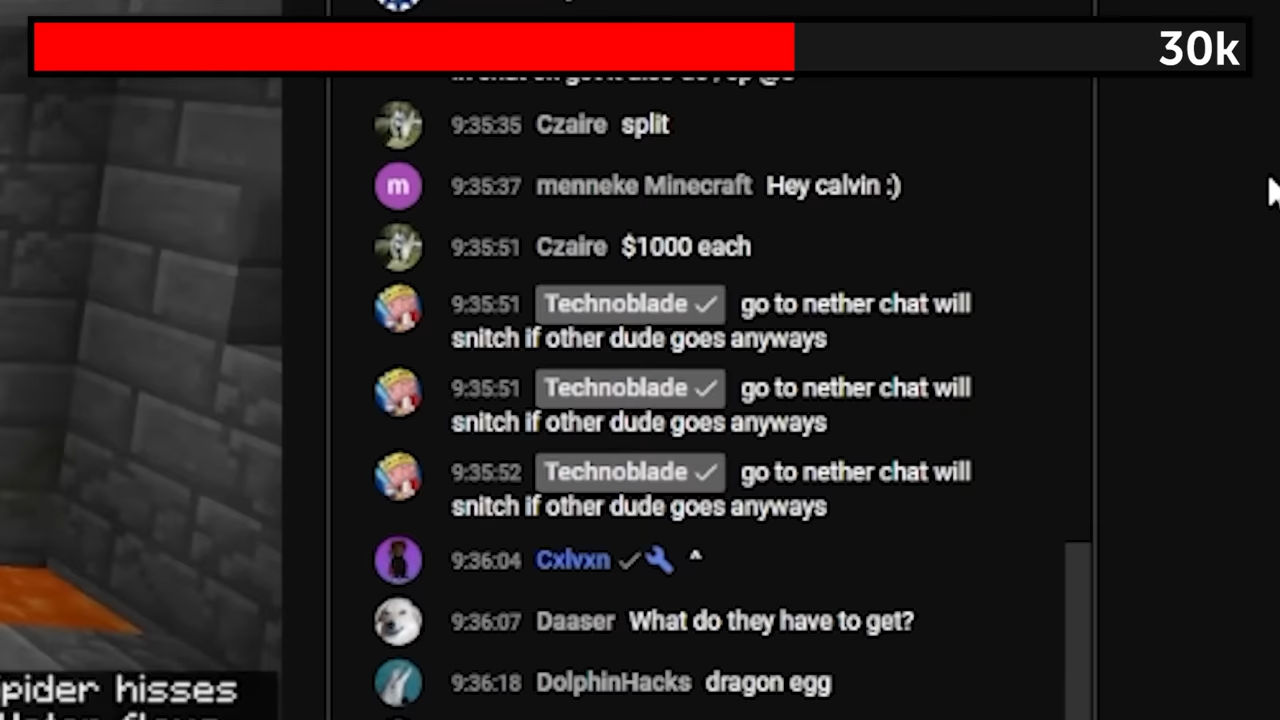 30k
9:35:35 Czaire split
m 9:35:37 menneke Minecraft Hey calvin :)
9:35:51 Czaire $1000 each
9:35:51 Technoblade ✓ go to nether chat will
snitch if other dude goes anyways
9:35:51 Technoblade ✓ go to nether chat will
snitch if other dude goes anyways
9:35:52 Technoblade ✓ go to nether chat will
snitch if other dude goes anyways
9:36:04 Cxlvxn ✓ ^
9:36:07 Daaser What do they have to get?
9:36:18 DolphinHacks dragon egg
pider hisses